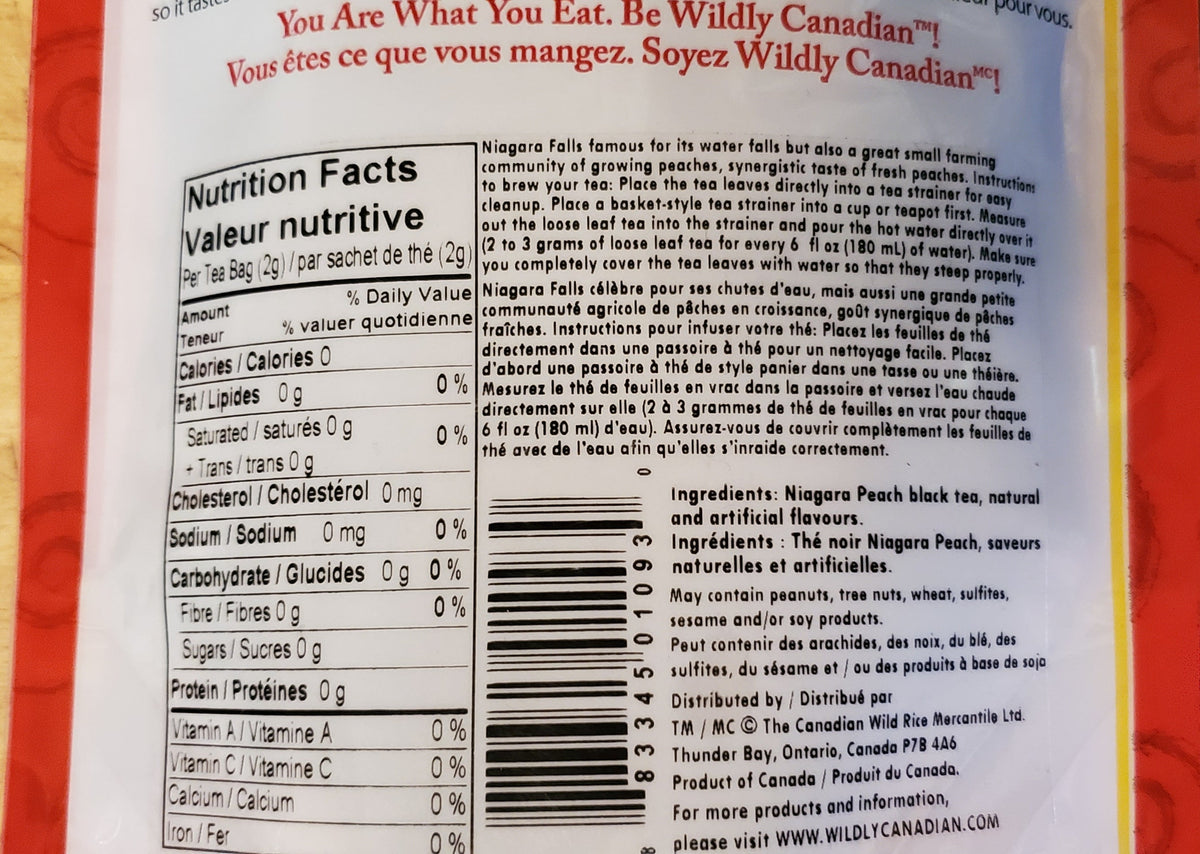 so it
pour vous.
You Are What You Eat. Be Wildly Canadian™!
Vous êtes ce que vous mangez. Soyez Wildly Canadian MC!
Nutrition Facts
Valeur nutritive
Per Tea Bag (2g) / par sachet de thé (2g)
Amount % Daily Value
Teneur % valuer quotidienne
Calories / Calories 0
Fat / Lipides 0 g 0 %
Saturated / saturés 0 g 0 %
+ Trans / trans 0 g
Cholesterol / Cholestérol 0 mg
Sodium / Sodium 0 mg 0 %
Carbohydrate / Glucides 0 g 0 %
Fibre / Fibres 0 g 0 %
Sugars / Sucres 0 g
Protein / Protéines 0 g
Vitamin A / Vitamine A 0 %
Vitamin C / Vitamine C 0 %
Calcium / Calcium 0 %
Iron / Fer 0 %
Niagara Falls famous for its water falls but also a great small farming
community of growing peaches, synergistic taste of fresh peaches. Instructions
to brew your tea: Place the tea leaves directly into a tea strainer for easy
cleanup. Place a basket-style tea strainer into a cup or teapot first. Measure
out the loose leaf tea into the strainer and pour the hot water directly over it
(2 to 3 grams of loose leaf tea for every 6 fl oz (180 mL) of water). Make sure
you completely cover the tea leaves with water so that they steep properly.
Niagara Falls célèbre pour ses chutes d'eau, mais aussi une grande petite
communauté agricole de pêches en croissance, goût synergique de pêches
fraîches. Instructions pour infuser votre thé: Placez les feuilles de thé
directement dans une passoire à thé pour un nettoyage facile. Placez
d'abord une passoire à thé de style panier dans une tasse ou une théière.
Mesurez le thé de feuilles en vrac dans la passoire et versez l'eau chaude
directement sur elle (2 à 3 grammes de thé de feuilles en vrac pour chaque
6 fl oz (180 ml) d'eau). Assurez-vous de couvrir complètement les feuilles de
thé avec de l'eau afin qu'elles s'inraide correctement.
8 33345 01093 0
Ingredients: Niagara Peach black tea, natural
and artificial flavours.
Ingrédients : Thé noir Niagara Peach, saveurs
naturelles et artificielles.
May contain peanuts, tree nuts, wheat, sulfites,
sesame and/or soy products.
Peut contenir des arachides, des noix, du blé, des
sulfites, du sésame et / ou des produits à base de soja
Distributed by / Distribué par
TM / MC © The Canadian Wild Rice Mercantile Ltd.
Thunder Bay, Ontario, Canada P7B 4A6
Product of Canada / Produit du Canada.
For more products and information,
please visit WWW.WILDLYCANADIAN.COM